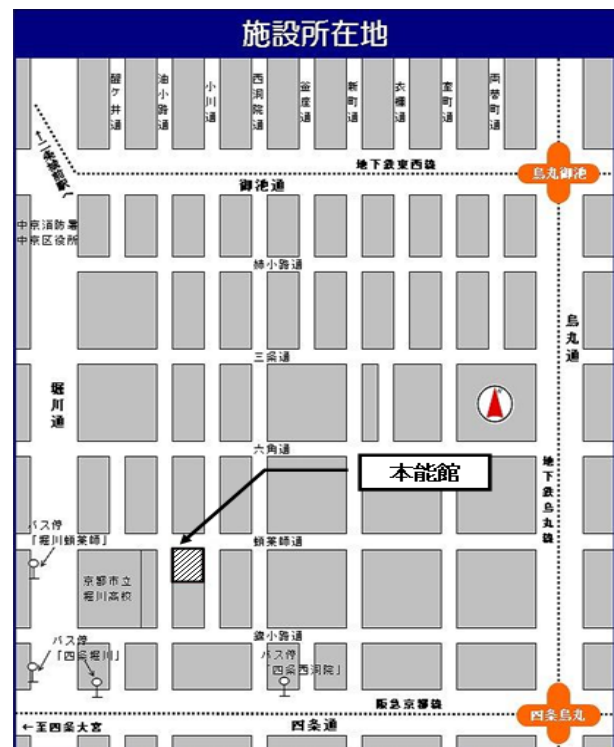 施設所在地
醒ケ井通
油小路通
小川通
西洞院通
釜座通
新町通
衣棚通
室町通
両替町通
←二条城前駅へ
地下鉄東西線
烏丸御池
御池通
中京消防署
中京区役所
姉小路通
烏丸通
三条通
堀川通
六角通
本能館
地下鉄烏丸線
バス停
「堀川蛸薬師」
蛸薬師通
京都市立
堀川高校
錦小路通
バス停
「四条堀川」
バス停
「四条西洞院」
阪急京都線
四条烏丸
←至四条大宮
四条通